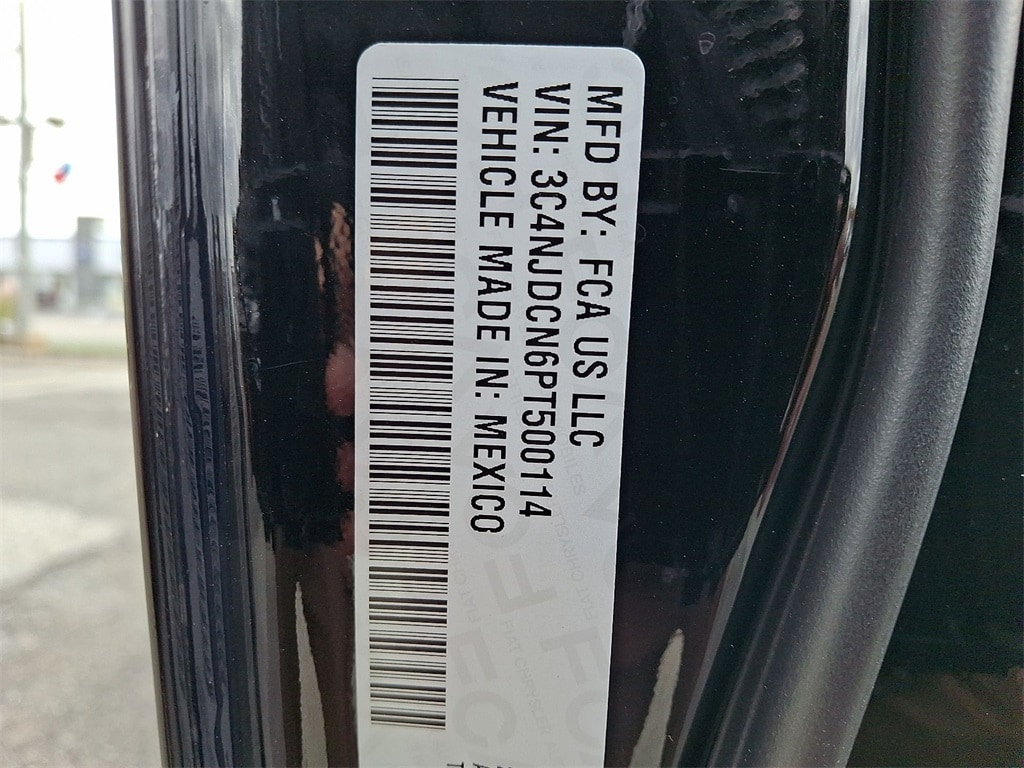 MFD BY: FCA US LLC
VIN: 3C4NJDCN6PT500114
VEHICLE MADE IN: MEXICO